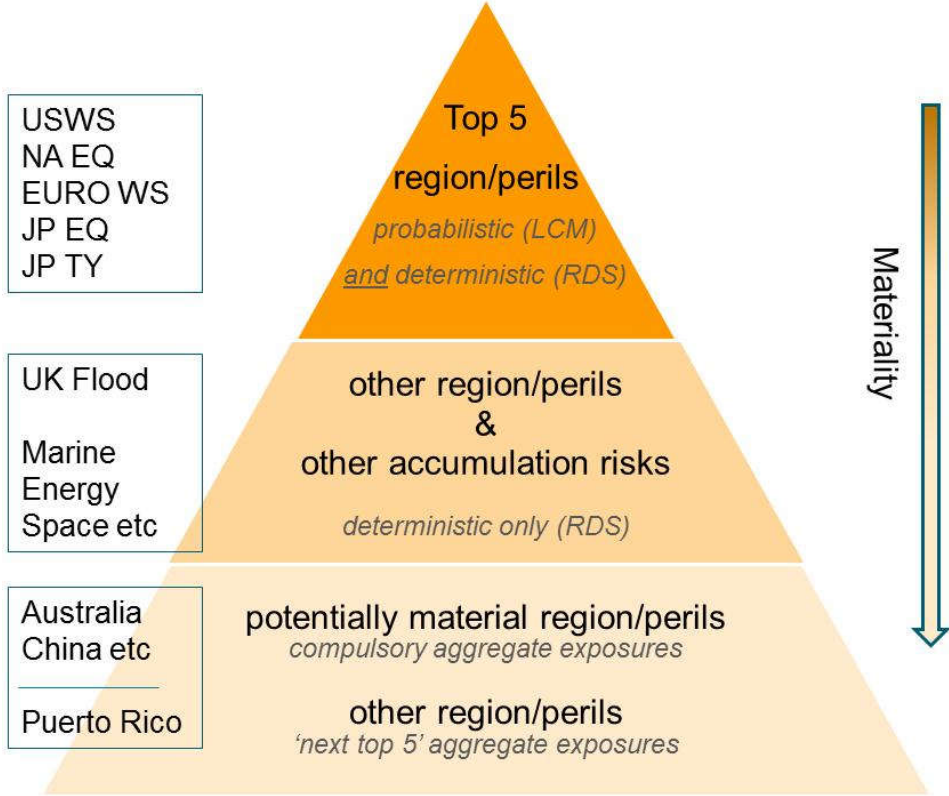 USWS
NA EQ
EURO WS
JP EQ
JP TY
Top 5
region/perils
probabilistic (LCM)
and deterministic (RDS)
Materiality
UK Flood
Marine
Energy
Space etc
other region/perils
&
other accumulation risks
deterministic only (RDS)
Australia
China etc
Puerto Rico
potentially material region/perils
compulsory aggregate exposures
other region/perils
‘next top 5’ aggregate exposures